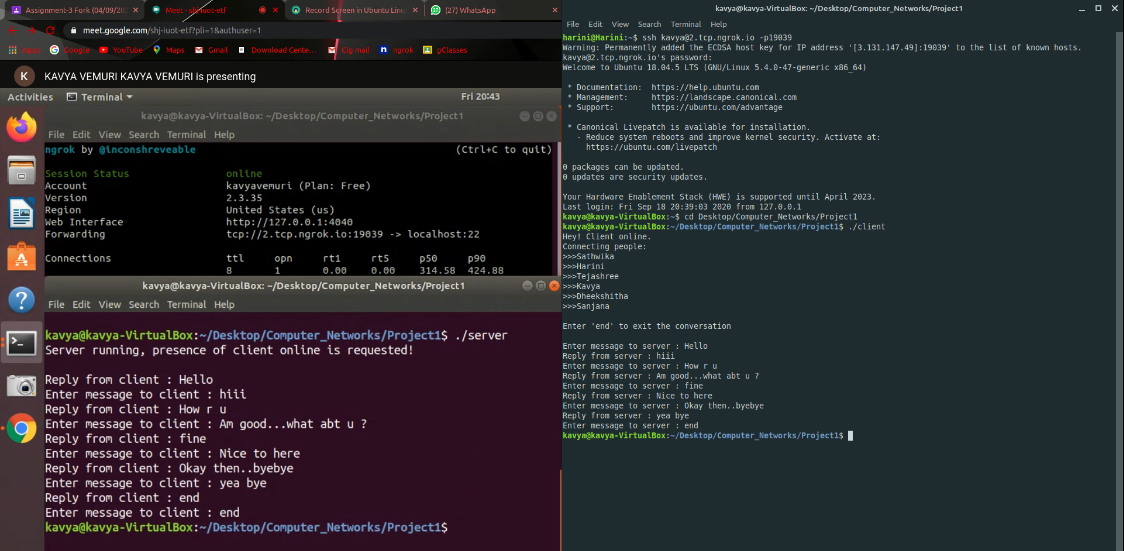 Assignment-3 Fork (04/09/20
Meet - shj-iuot-etf
Record Screen in Ubuntu Linu
(27) WhatsApp
meet.google.com/shj-iuot-etf?pli=1&authuser=1
Apps Google YouTube Maps Gmail Download Cente... Cig mail ngrok gClasses
K KAVYA VEMURI KAVYA VEMURI is presenting
Activities Terminal Fri 20:43
kavya@kavya-VirtualBox: ~/Desktop/Computer_Networks/Project1
File Edit View Search Terminal Help
ngrok by @inconshreveable (Ctrl+C to quit)
Session Status online
Account kavyavemuri (Plan: Free)
Version 2.3.35
Region United States (us)
Web Interface http://127.0.0.1:4040
Forwarding tcp://2.tcp.ngrok.io:19039 -> localhost:22
Connections ttl opn rt1 rt5 p50 p90
8 1 0.00 0.00 314.58 424.88
kavya@kavya-VirtualBox: ~/Desktop/Computer_Networks/Project1
File Edit View Search Terminal Help
kavya@kavya-VirtualBox:~/Desktop/Computer_Networks/Project1$ ./server
Server running, presence of client online is requested!
Reply from client : Hello
Enter message to client : hiii
Reply from client : How r u
Enter message to client : Am good...what abt u ?
Reply from client : fine
Enter message to client : Nice to here
Reply from client : Okay then..byebye
Enter message to client : yea bye
Reply from client : end
Enter message to client : end
kavya@kavya-VirtualBox:~/Desktop/Computer_Networks/Project1$
kavya@kavya-VirtualBox:~/Desktop/Computer_Networks/Project1
File Edit View Search Terminal Help
harini@Harini:~$ ssh kavya@2.tcp.ngrok.io -p19039
Warning: Permanently added the ECDSA host key for IP address '[3.131.147.49]:19039' to the list of known hosts.
kavya@2.tcp.ngrok.io's password:
Welcome to Ubuntu 18.04.5 LTS (GNU/Linux 5.4.0-47-generic x86_64)
* Documentation: https://help.ubuntu.com
* Management: https://landscape.canonical.com
* Support: https://ubuntu.com/advantage
* Canonical Livepatch is available for installation.
- Reduce system reboots and improve kernel security. Activate at:
https://ubuntu.com/livepatch
0 packages can be updated.
0 updates are security updates.
Your Hardware Enablement Stack (HWE) is supported until April 2023.
Last login: Fri Sep 18 20:39:03 2020 from 127.0.0.1
kavya@kavya-VirtualBox:~$ cd Desktop/Computer_Networks/Project1
kavya@kavya-VirtualBox:~/Desktop/Computer_Networks/Project1$ ./client
Hey! Client online.
Connecting people:
>>>Sathwika
>>>Harini
>>>Tejashree
>>>Kavya
>>>Dheekshitha
>>>Sanjana
Enter 'end' to exit the conversation
Enter message to server : Hello
Reply from server : hiii
Enter message to server : How r u
Reply from server : Am good...what abt u ?
Enter message to server : fine
Reply from server : Nice to here
Enter message to server : Okay then..byebye
Reply from server : yea bye
Enter message to server : end
kavya@kavya-VirtualBox:~/Desktop/Computer_Networks/Project1$